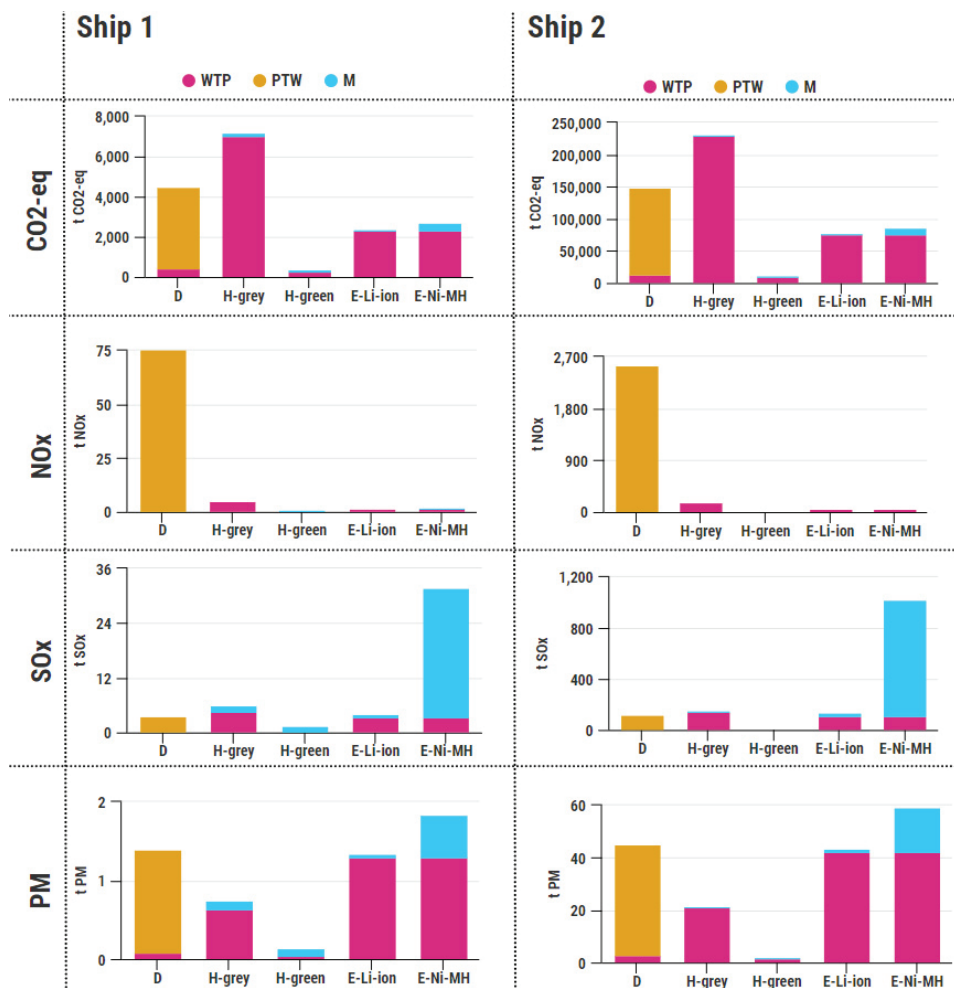 Ship 1
Ship 2
WTP PTW M
WTP PTW M
CO2-eq
t CO2-eq
8,000
6,000
4,000
2,000
0
D H-grey H-green E-Li-ion E-Ni-MH
t CO2-eq
250,000
200,000
150,000
100,000
50,000
0
D H-grey H-green E-Li-ion E-Ni-MH
NOx
t NOx
75
50
25
0
D H-grey H-green E-Li-ion E-Ni-MH
t NOx
2,700
1,800
900
0
D H-grey H-green E-Li-ion E-Ni-MH
SOx
t SOx
36
24
12
0
D H-grey H-green E-Li-ion E-Ni-MH
t SOx
1,200
800
400
0
D H-grey H-green E-Li-ion E-Ni-MH
PM
t PM
2
1
0
D H-grey H-green E-Li-ion E-Ni-MH
t PM
60
40
20
0
D H-grey H-green E-Li-ion E-Ni-MH